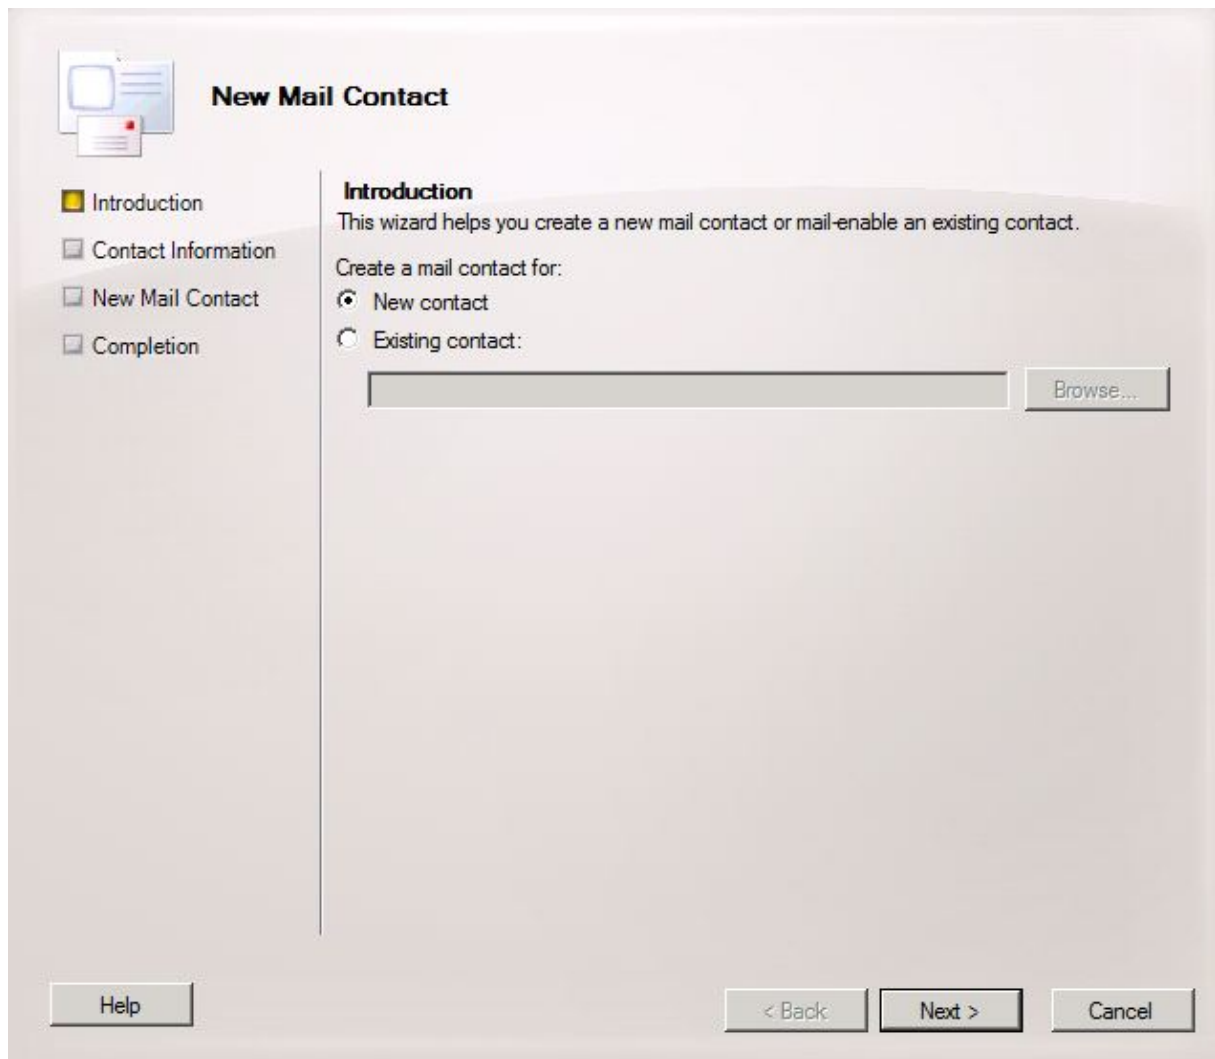 New Mail Contact
Introduction
Contact Information
New Mail Contact
Completion
Introduction
This wizard helps you create a new mail contact or mail-enable an existing contact.
Create a mail contact for:
New contact
Existing contact:
Browse...
Help
< Back
Next >
Cancel